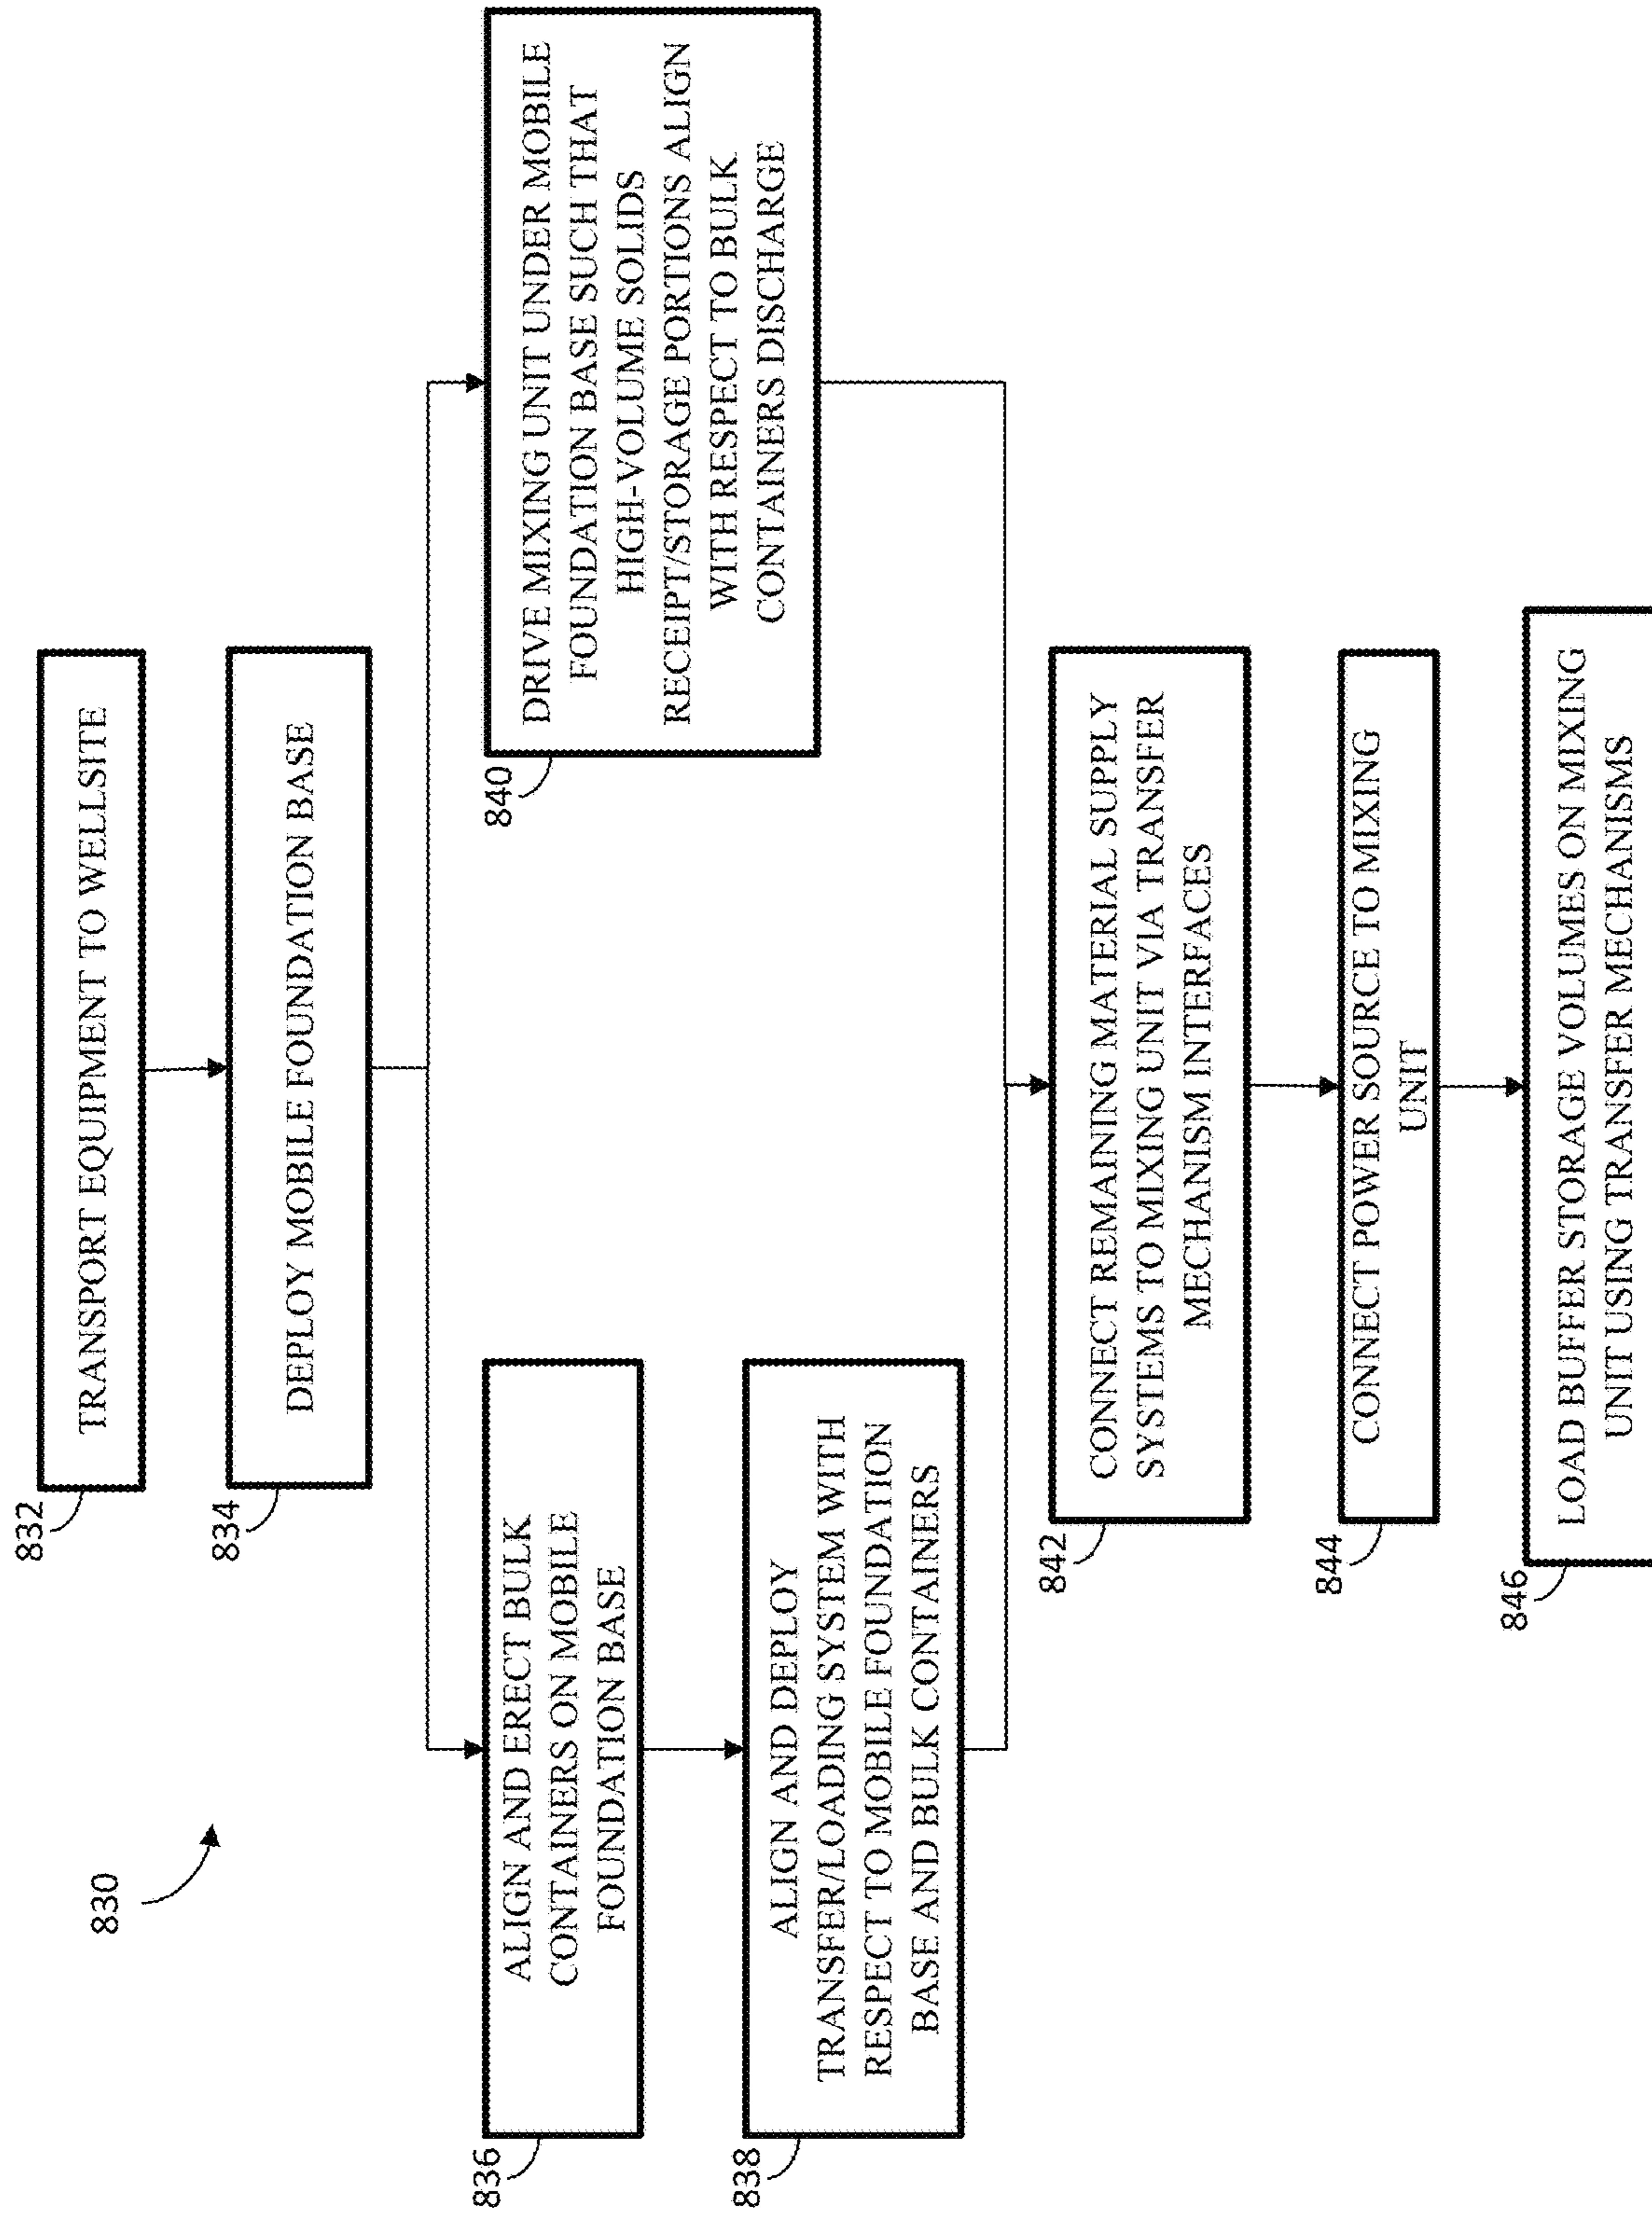 830
832
TRANSPORT EQUIPMENT TO WELLSITE
834
DEPLOY MOBILE FOUNDATION BASE
836
ALIGN AND ERECT BULK
CONTAINERS ON MOBILE
FOUNDATION BASE
838
ALIGN AND DEPLOY
TRANSFER/LOADING SYSTEM WITH
RESPECT TO MOBILE FOUNDATION
BASE AND BULK CONTAINERS
840
DRIVE MIXING UNIT UNDER MOBILE
FOUNDATION BASE SUCH THAT
HIGH-VOLUME SOLIDS
RECEIPT/STORAGE PORTIONS ALIGN
WITH RESPECT TO BULK
CONTAINERS DISCHARGE
842
CONNECT REMAINING MATERIAL SUPPLY
SYSTEMS TO MIXING UNIT VIA TRANSFER
MECHANISM INTERFACES
844
CONNECT POWER SOURCE TO MIXING
UNIT
846
LOAD BUFFER STORAGE VOLUMES ON MIXING
UNIT USING TRANSFER MECHANISMS